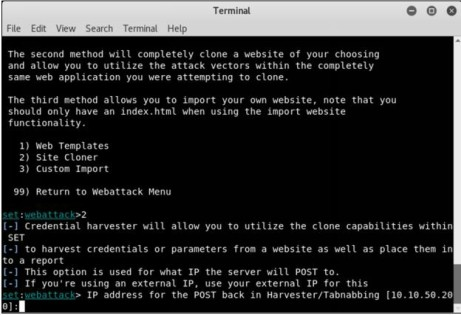 Terminal
File Edit View Search Terminal Help
The second method will completely clone a website of your choosing
and allow you to utilize the attack vectors within the completely
same web application you were attempting to clone.
The third method allows you to import your own website, note that you
should only have an index.html when using the import website
functionality.
1) Web Templates
2) Site Cloner
3) Custom Import
99) Return to Webattack Menu
set:webattack>2
[-] Credential harvester will allow you to utilize the clone capabilities within
SET
[-] to harvest credentials or parameters from a website as well as place them in
to a report
[-] This option is used for what IP the server will POST to.
[-] If you're using an external IP, use your external IP for this
set:webattack> IP address for the POST back in Harvester/Tabnabbing [10.10.50.20
0]: